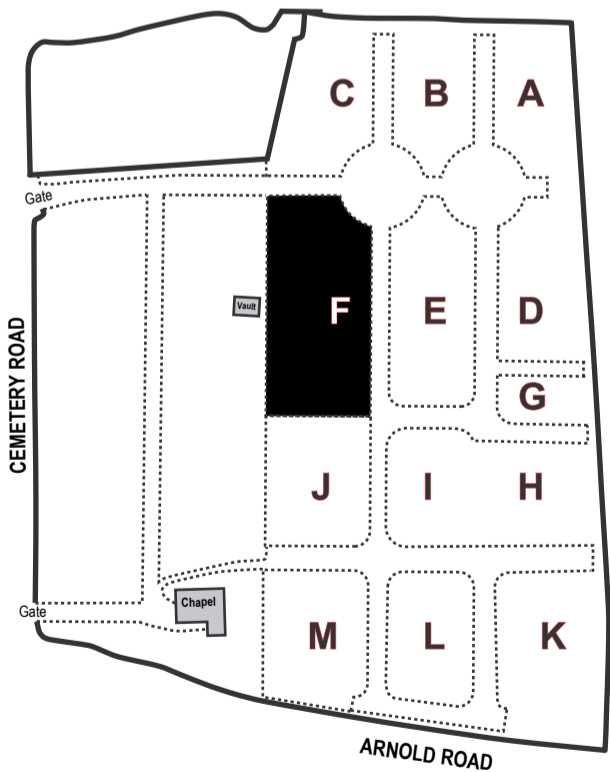 C B A
Gate
Vault
F E D
G
CEMETERY ROAD
J I H
Chapel
Gate
M L K
ARNOLD ROAD